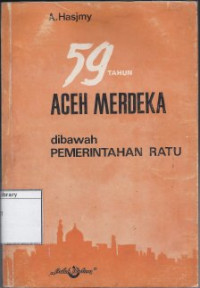 A. Hasjmy
59 TAHUN
ACEH MERDEKA
dibawah
PEMERINTAHAN RATU